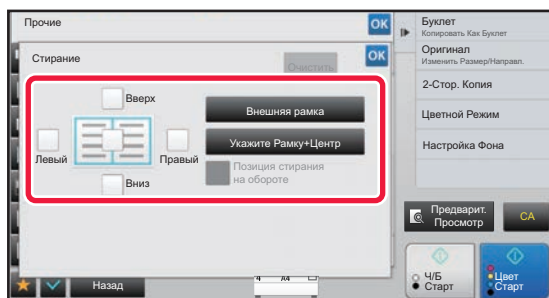 Прочие
OK
Стирание
Очистить
OK
Вверх
Левый
Правый
Вниз
Внешняя рамка
Укажите Рамку+Центр
Позиция стирания
на обороте
Назад
A4
Буклет
Копировать Как Буклет
Оригинал
Изменить Размер/Направл.
2-Стор. Копия
Цветной Режим
Настройка Фона
Предварит.
Просмотр
CA
Ч/Б
Старт
Цвет
Старт